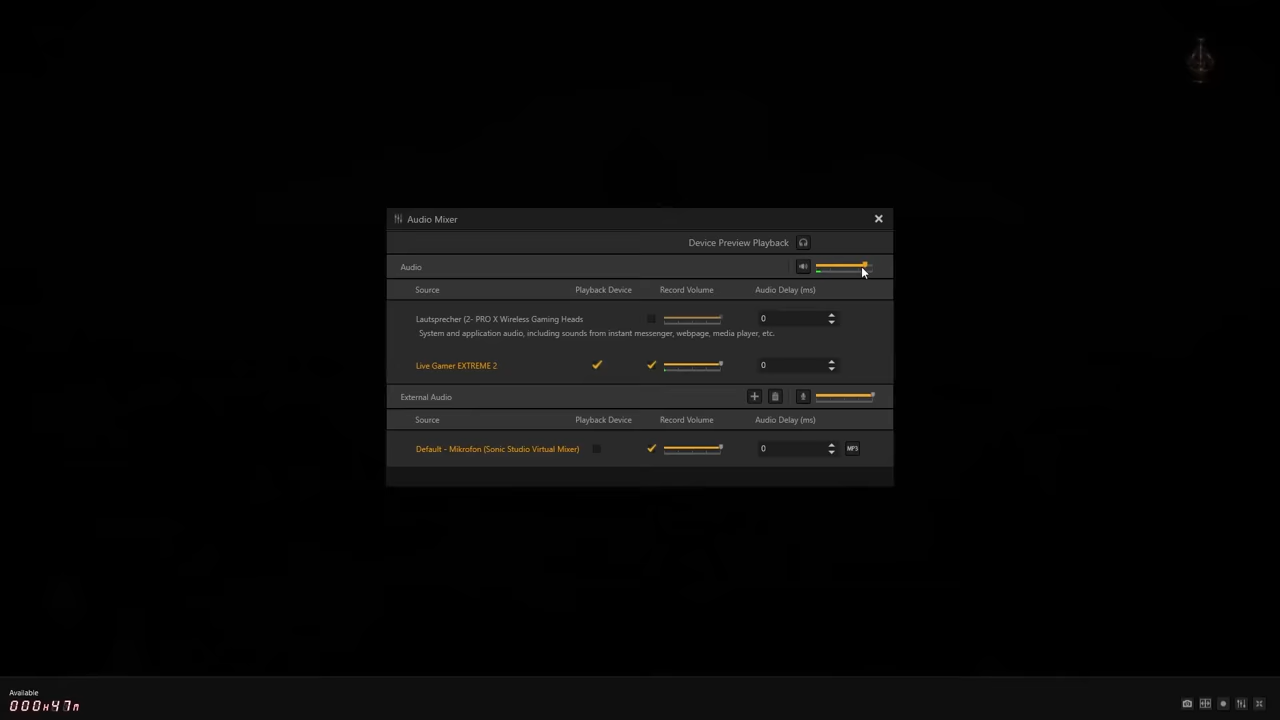 Audio Mixer
Device Preview Playback
Audio
Source Playback Device Record Volume Audio Delay (ms)
Lautsprecher (2- PRO X Wireless Gaming Heads 0
System and application audio, including sounds from instant messenger, webpage, media player, etc.
Live Gamer EXTREME 2 0
External Audio
Source Playback Device Record Volume Audio Delay (ms)
Default - Mikrofon (Sonic Studio Virtual Mixer) 0 MP3
Available
000H47M